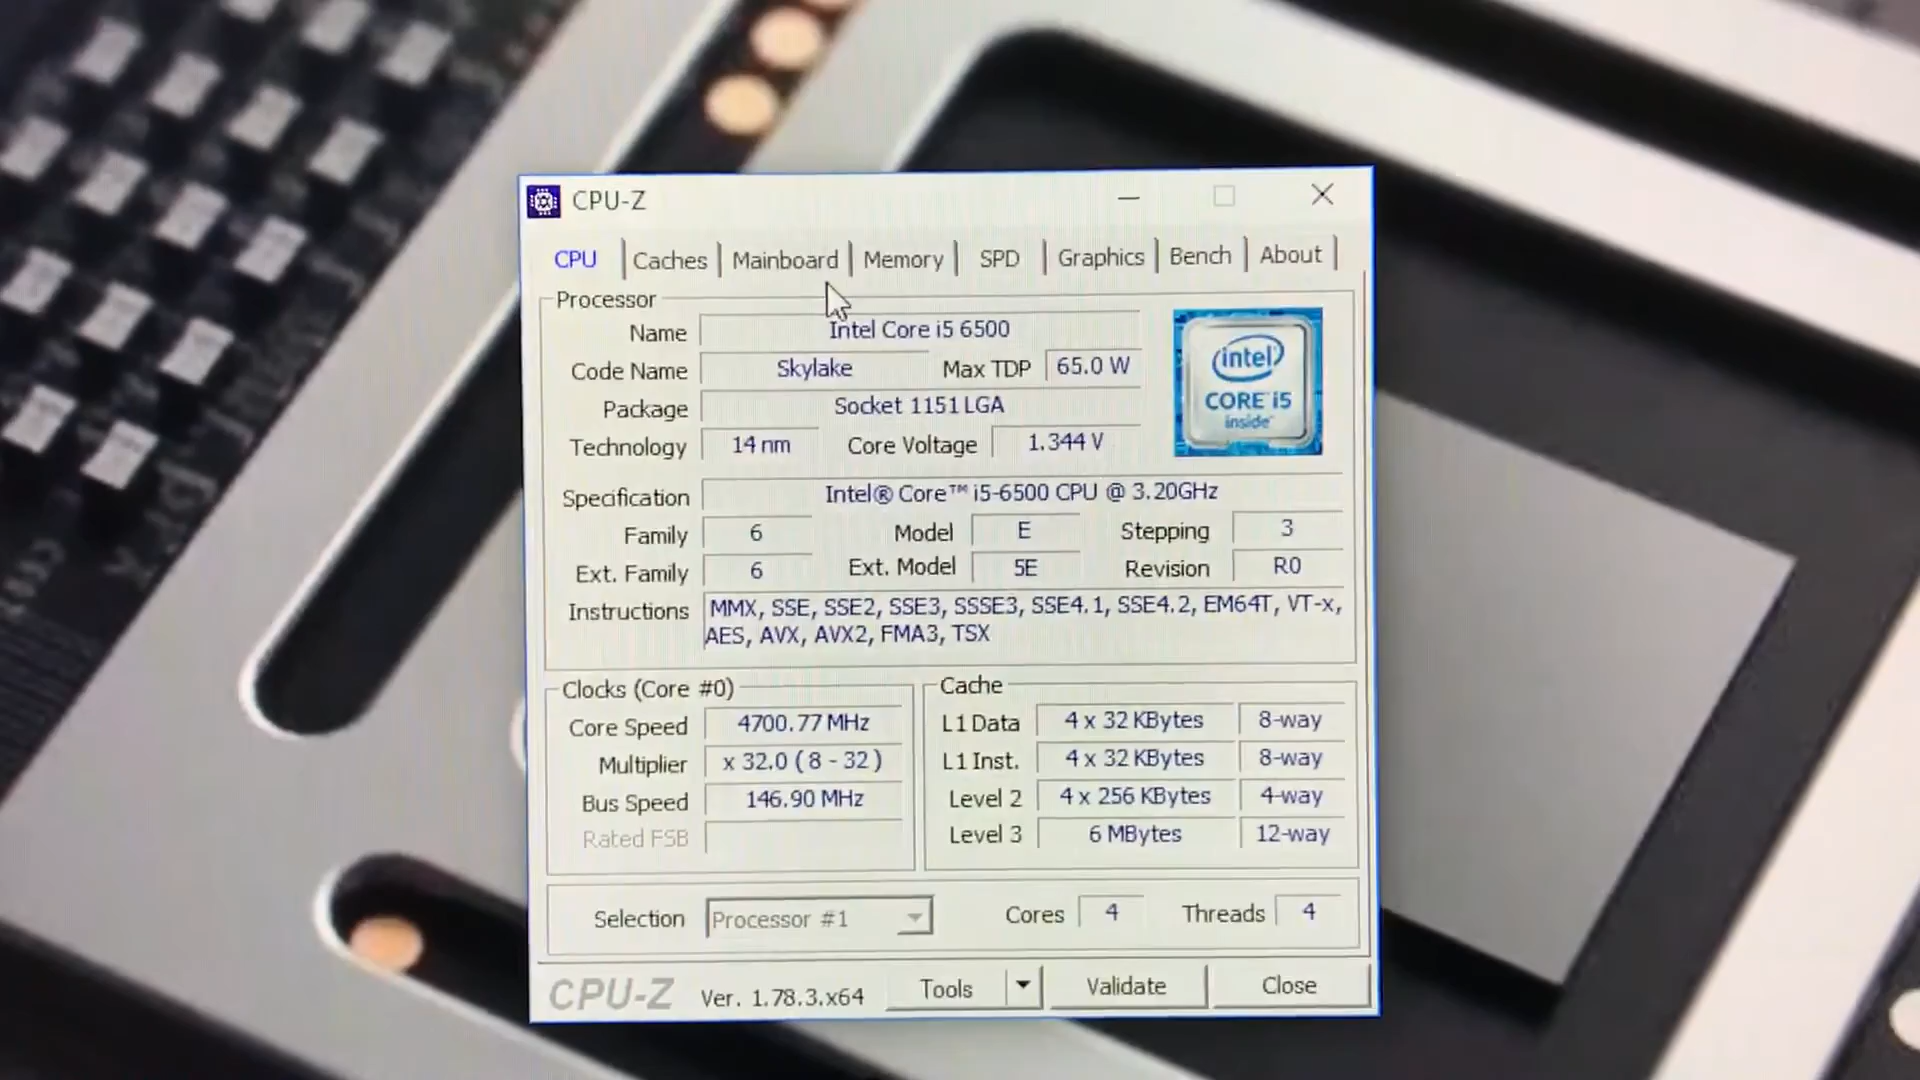 CPU-Z
CPU Caches Mainboard Memory SPD Graphics Bench About
Processor
Name Intel Core i5 6500
Code Name Skylake Max TDP 65.0 W
Package Socket 1151 LGA
Technology 14 nm Core Voltage 1.344 V
intel
CORE i5
inside™
Specification Intel® Core™ i5-6500 CPU @ 3.20GHz
Family 6 Model E Stepping 3
Ext. Family 6 Ext. Model 5E Revision R0
Instructions MMX, SSE, SSE2, SSE3, SSSE3, SSE4.1, SSE4.2, EM64T, VT-x,
AES, AVX, AVX2, FMA3, TSX
Clocks (Core #0)
Core Speed 4700.77 MHz
Multiplier x 32.0 ( 8 - 32 )
Bus Speed 146.90 MHz
Rated FSB
Cache
L1 Data 4 x 32 KBytes 8-way
L1 Inst. 4 x 32 KBytes 8-way
Level 2 4 x 256 KBytes 4-way
Level 3 6 MBytes 12-way
Selection Processor #1 Cores 4 Threads 4
CPU-Z Ver. 1.78.3.x64 Tools Validate Close